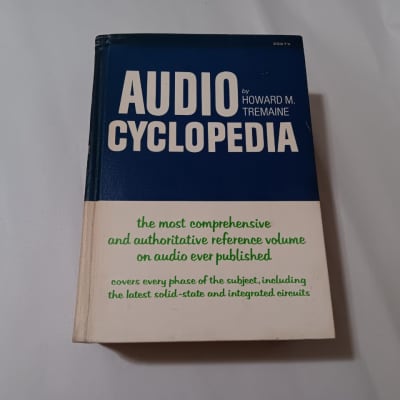 AUDIO
by
HOWARD M.
TREMAINE
CYCLOPEDIA
the most comprehensive
and authoritative reference volume
on audio ever published
covers every phase of the subject, including
the latest solid-state and integrated circuits